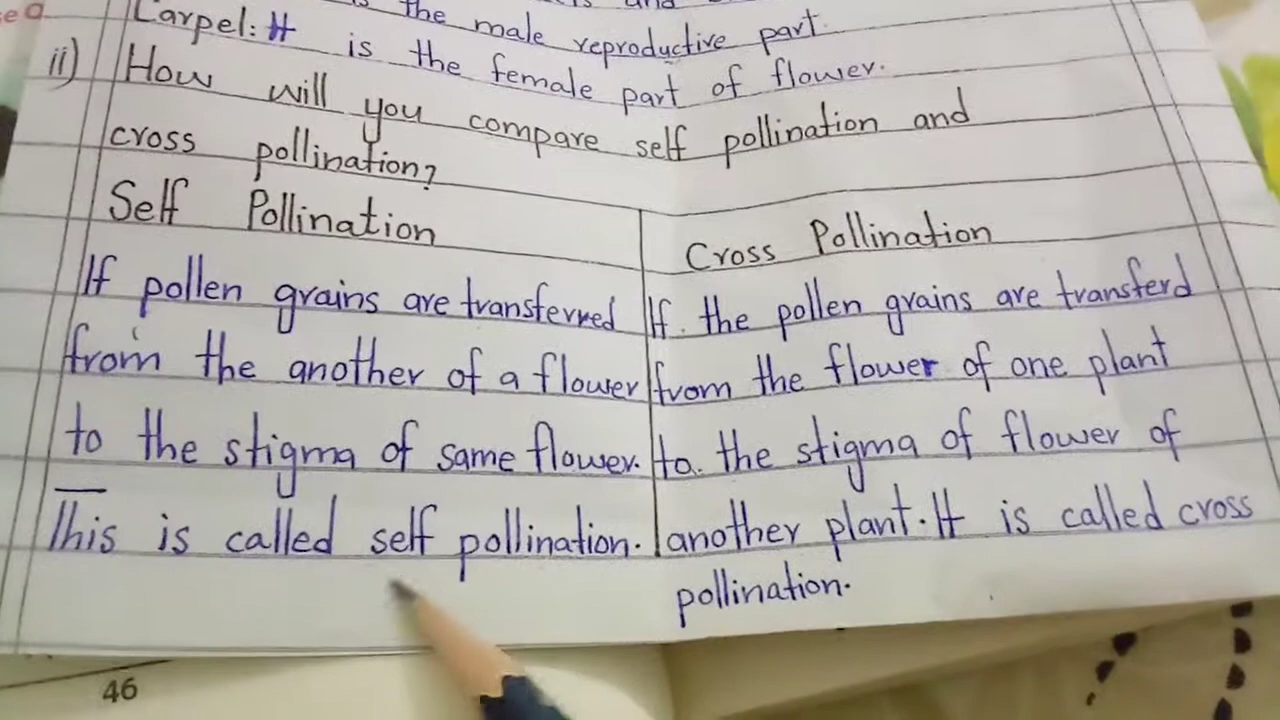 the male reproductive part.
Carpel: It is the female part of flower.
ii) How will you compare self pollination and
cross pollination?
Self Pollination
If pollen grains are transferred
from the another of a flower
to the stigma of same flower.
This is called self pollination.
Cross Pollination
If the pollen grains are transferd
from the flower of one plant
to the stigma of flower of
another plant. It is called cross
pollination.
46